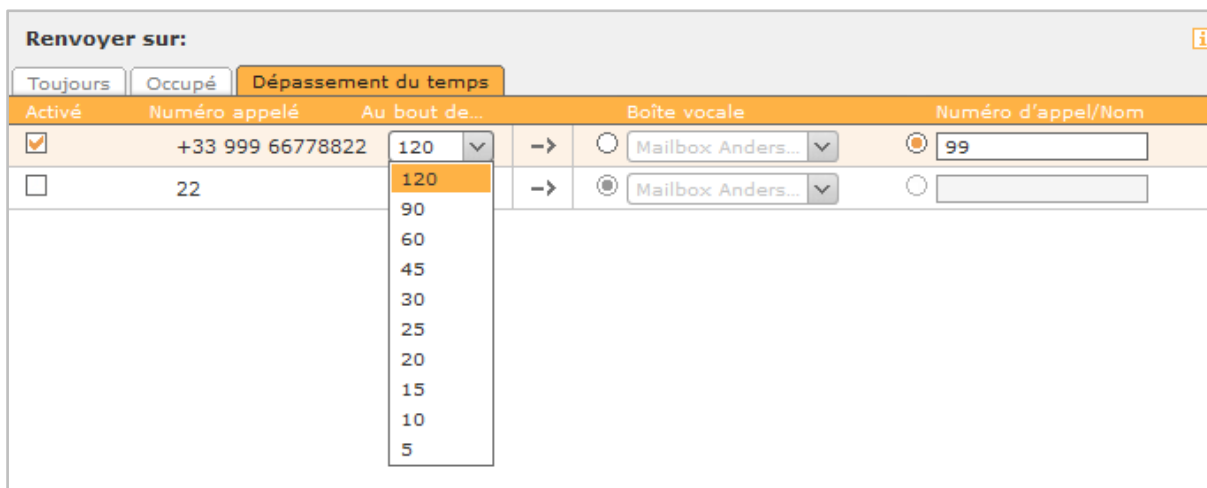 Renvoyer sur:
Toujours Occupé Dépassement du temps
Activé Numéro appelé Au bout de... Boîte vocale Numéro d'appel/Nom
+33 999 66778822 120 –> Mailbox Anders... 99
22 –> Mailbox Anders...
120
90
60
45
30
25
20
15
10
5